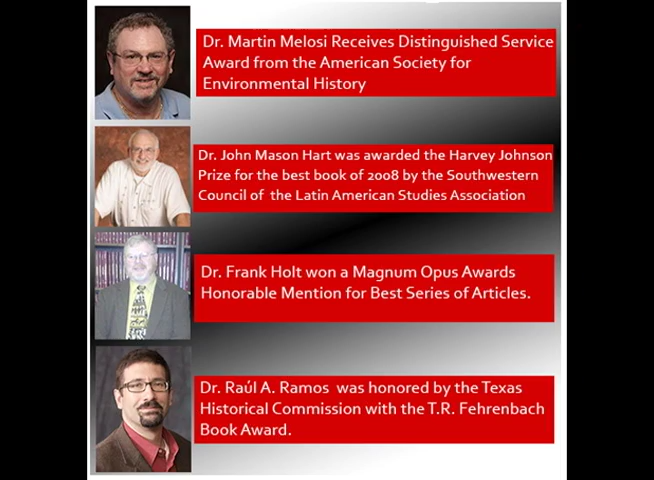 Dr. Martin Melosi Receives Distinguished Service
Award from the American Society for
Environmental History
Dr. John Mason Hart was awarded the Harvey Johnson
Prize for the best book of 2008 by the Southwestern
Council of the Latin American Studies Association
Dr. Frank Holt won a Magnum Opus Awards
Honorable Mention for Best Series of Articles.
Dr. Raúl A. Ramos was honored by the Texas
Historical Commission with the T.R. Fehrenbach
Book Award.